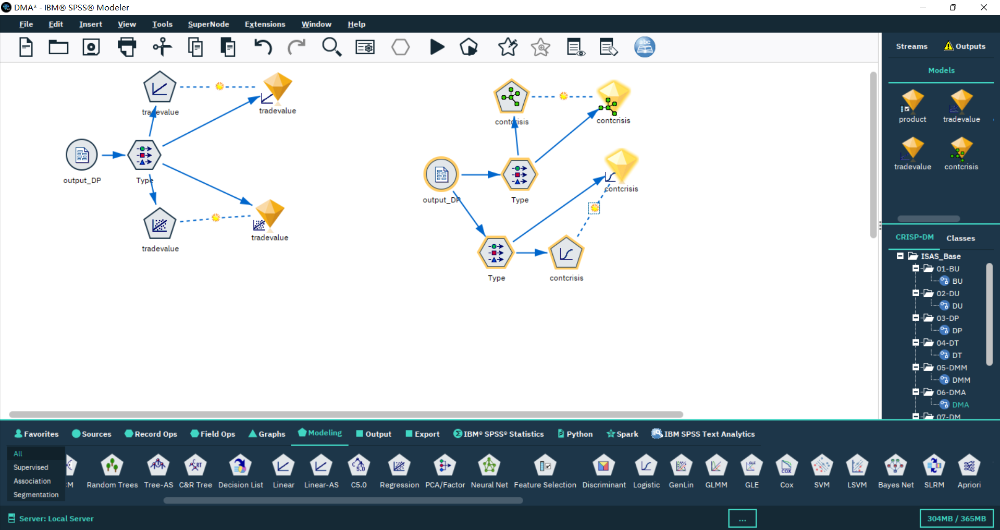 DMA* - IBM® SPSS® Modeler
File Edit Insert View Tools SuperNode Extensions Window Help
abc
Streams Outputs
Models
product tradevalue
tradevalue contcrisis
tradevalue
tradevalue
output_DP
Type
tradevalue
tradevalue
contcrisis
contcrisis
output_DP
Type
contcrisis
Type
contcrisis
CRISP-DM Classes
ISAS_Base
01-BU
BU
02-DU
DU
03-DP
DP
04-DT
DT
05-DMM
DMM
06-DMA
DMA
07-DM
Favorites Sources Record Ops Field Ops Graphs Modeling Output Export IBM® SPSS® Statistics Python Spark IBM SPSS Text Analytics
All
Supervised
Association
Segmentation
CM Random Trees Tree-AS C&R Tree Decision List Linear Linear-AS C5.0 Regression PCA/Factor Neural Net Feature Selection Discriminant Logistic GenLin GLMM GLE Cox SVM LSVM Bayes Net SLRM Apriori
Server: Local Server
...
304MB / 365MB